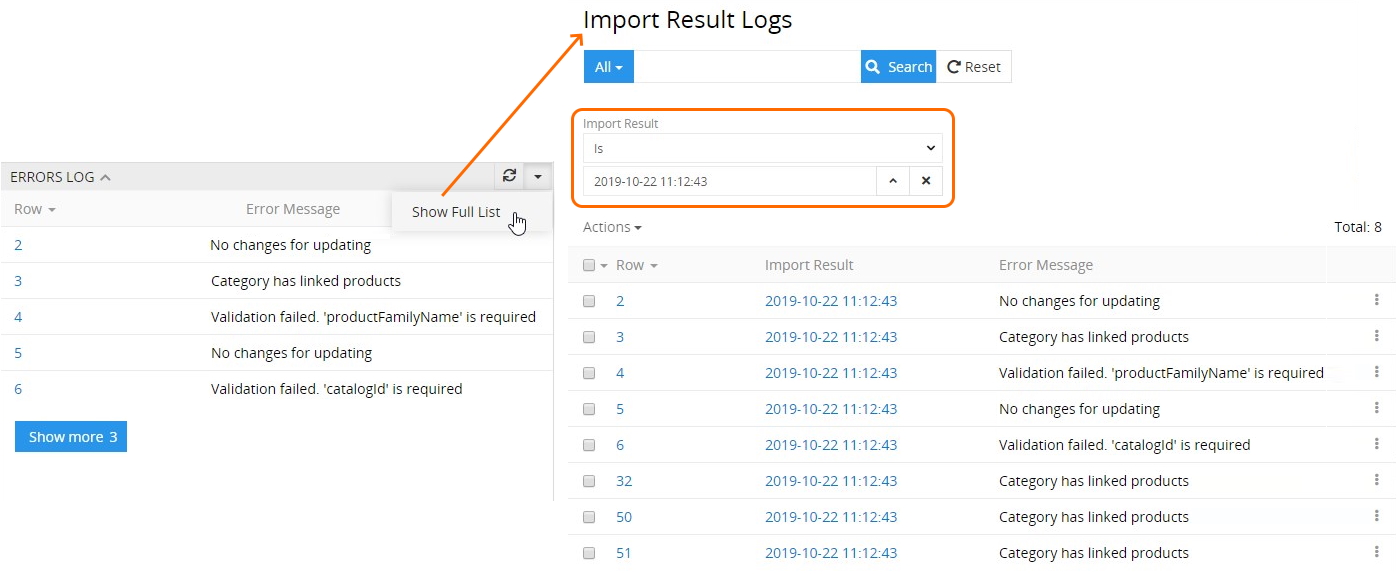 Import Result Logs
All
Search
Reset
Import Result
Is
2019-10-22 11:12:43
ERRORS LOG
Show Full List
Row Error Message
2 No changes for updating
3 Category has linked products
4 Validation failed. 'productFamilyName' is required
5 No changes for updating
6 Validation failed. 'catalogId' is required
Show more 3
Actions Total: 8
Row Import Result Error Message
2 2019-10-22 11:12:43 No changes for updating
3 2019-10-22 11:12:43 Category has linked products
4 2019-10-22 11:12:43 Validation failed. 'productFamilyName' is required
5 2019-10-22 11:12:43 No changes for updating
6 2019-10-22 11:12:43 Validation failed. 'catalogId' is required
32 2019-10-22 11:12:43 Category has linked products
50 2019-10-22 11:12:43 Category has linked products
51 2019-10-22 11:12:43 Category has linked products